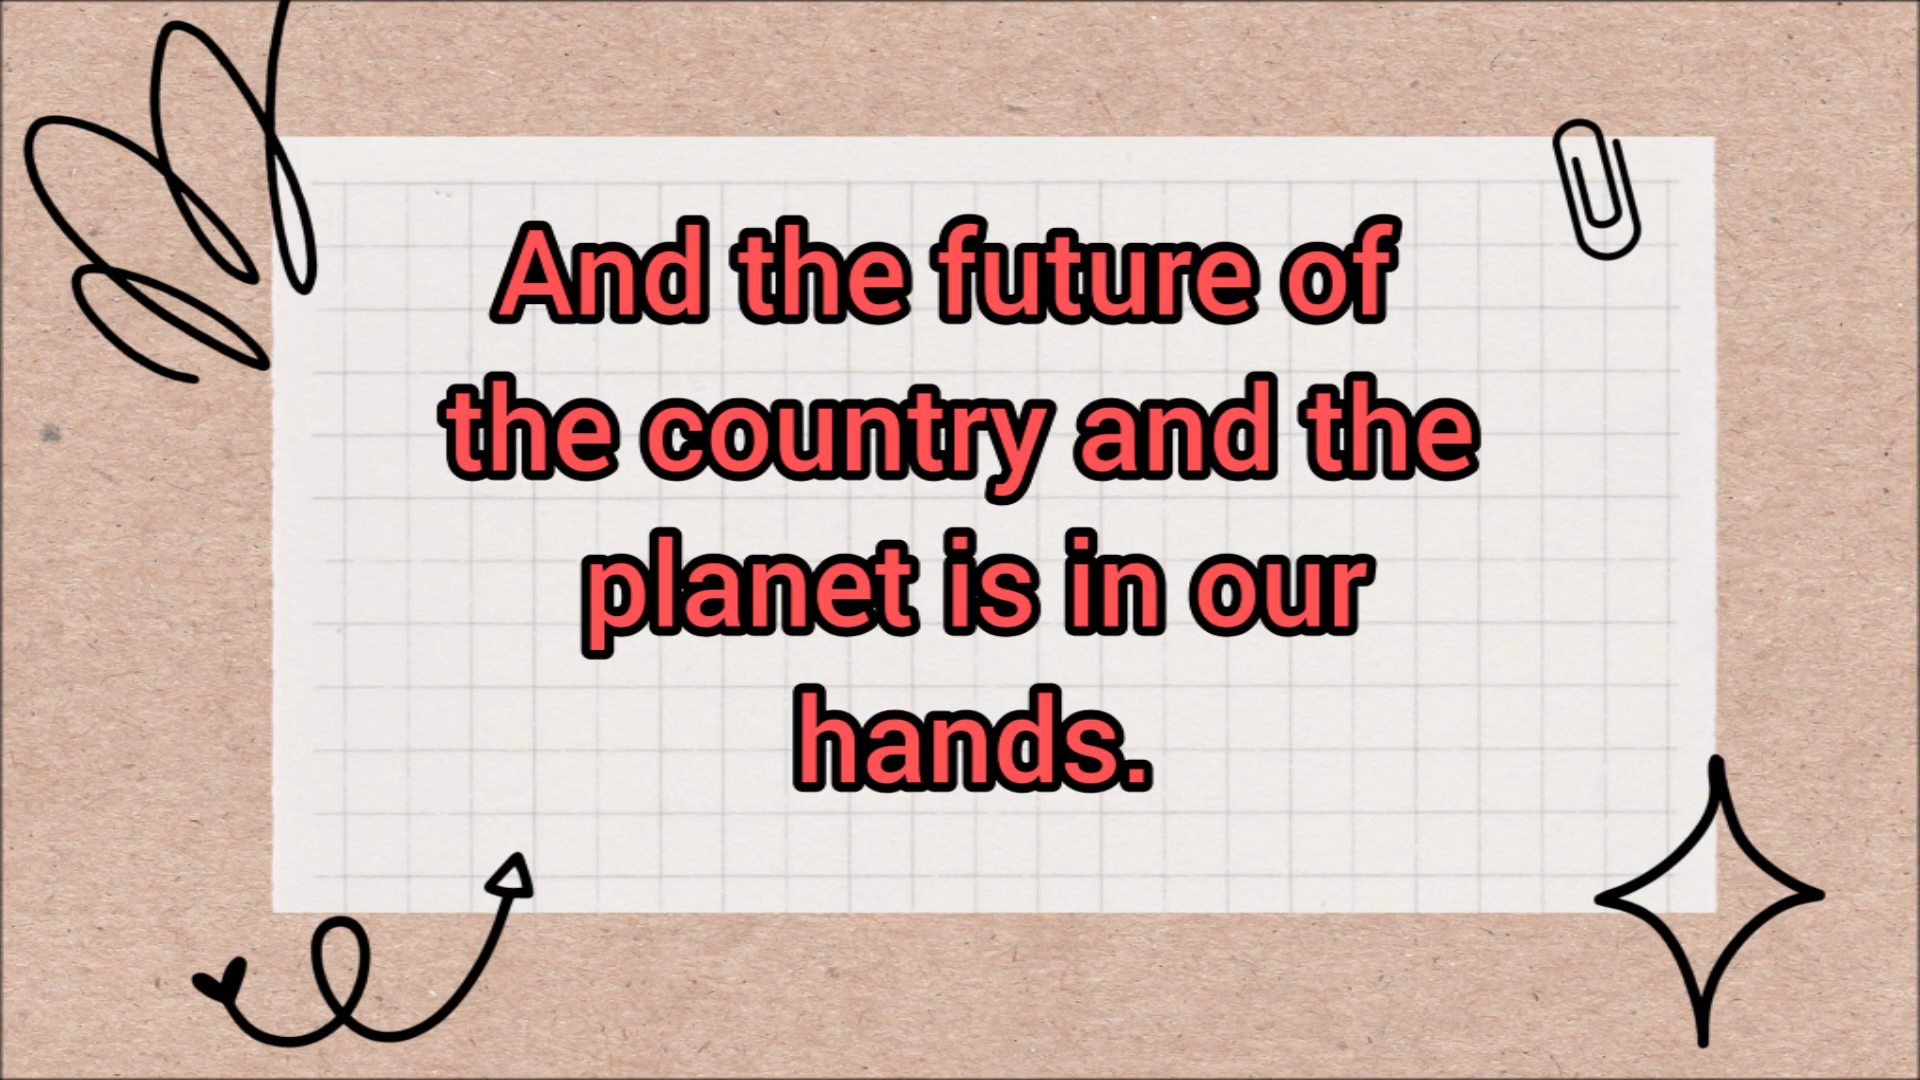 And the future of
the country and the
planet is in our
hands.